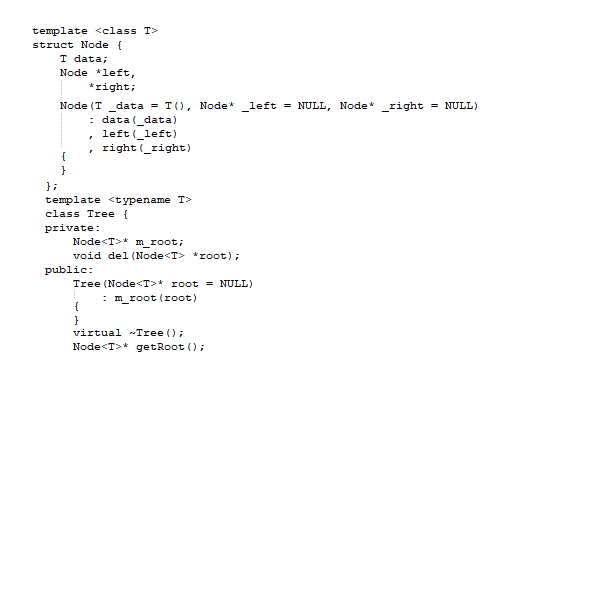 template <class T>
struct Node {
    T data;
    Node *left,
        *right;
    Node(T _data = T(), Node* _left = NULL, Node* _right = NULL)
        : data(_data)
        , left(_left)
        , right(_right)
    {
    }
};
template <typename T>
class Tree {
private:
    Node<T>* m_root;
    void del(Node<T> *root);
public:
    Tree(Node<T>* root = NULL)
        : m_root(root)
    {
    }
    virtual ~Tree();
    Node<T>* getRoot();